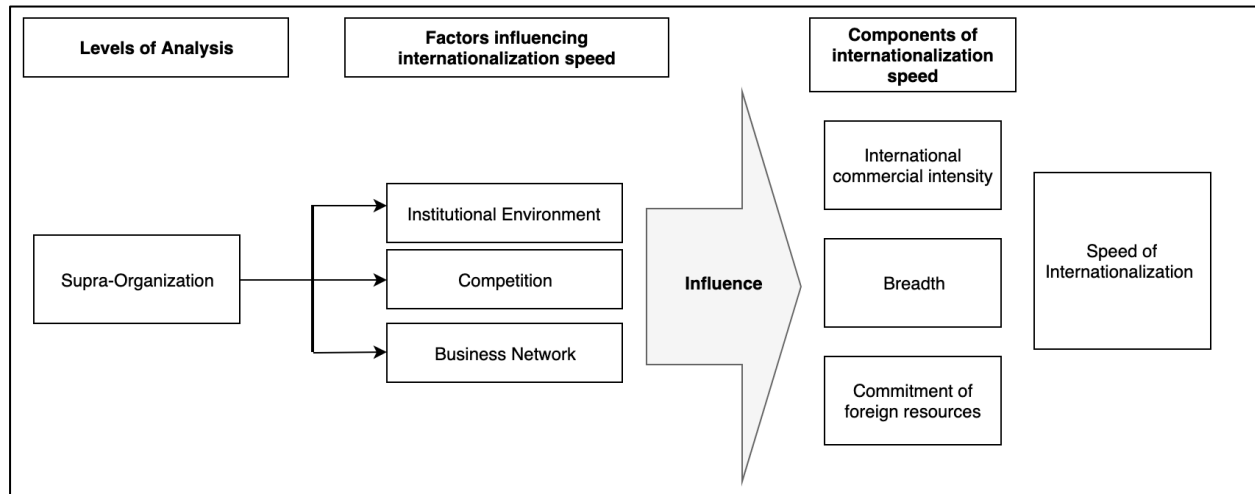 Levels of Analysis
Factors influencing
internationalization speed
Components of
internationalization
speed
Supra-Organization
Institutional Environment
Competition
Business Network
Influence
International
commercial intensity
Breadth
Commitment of
foreign resources
Speed of
Internationalization